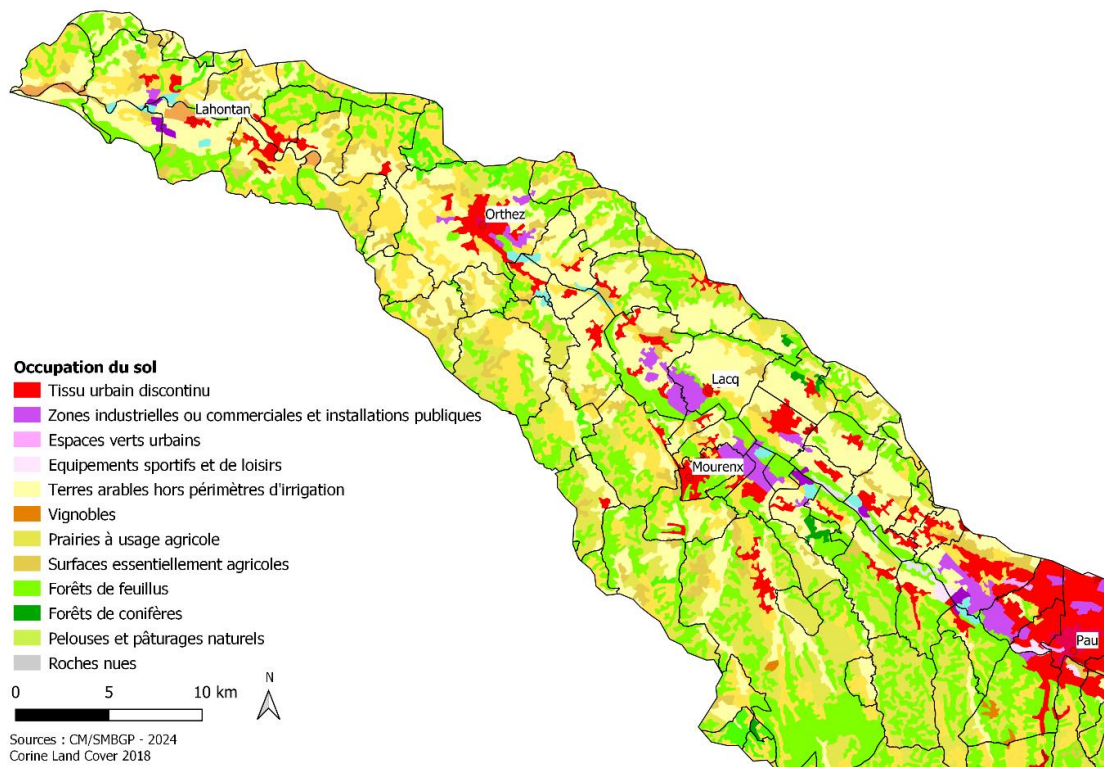 Lahontan
Orthez
Lacq
Mourenx
Pau
Occupation du sol
Tissu urbain discontinu
Zones industrielles ou commerciales et installations publiques
Espaces verts urbains
Equipements sportifs et de loisirs
Terres arables hors périmètres d'irrigation
Vignobles
Prairies à usage agricole
Surfaces essentiellement agricoles
Forêts de feuillus
Forêts de conifères
Pelouses et pâturages naturels
Roches nues
0 5 10 km
N
Sources : CM/SMBGP - 2024
Corine Land Cover 2018